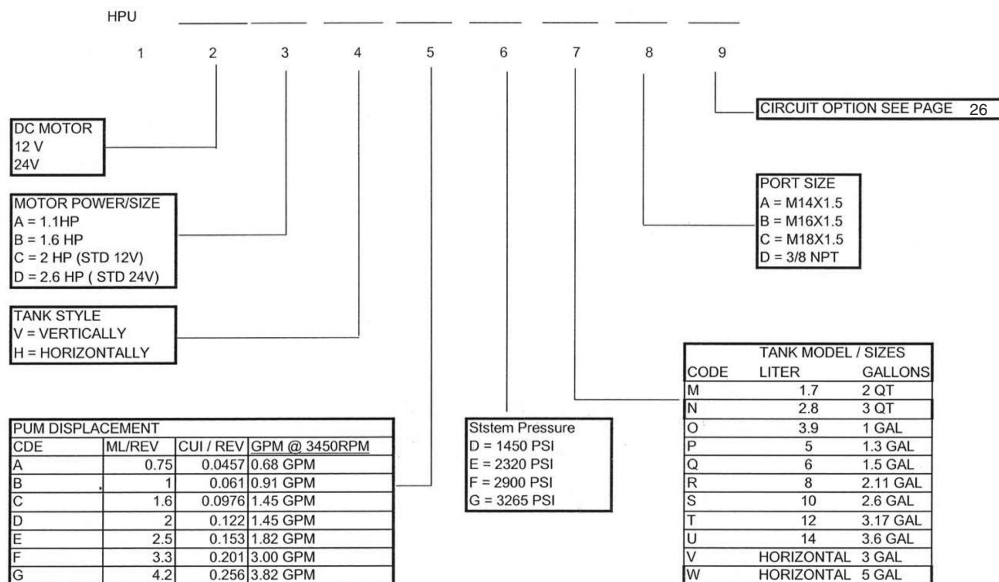 HPU
1 2 3 4 5 6 7 8 9
CIRCUIT OPTION SEE PAGE 26
DC MOTOR
12 V
24V
MOTOR POWER/SIZE
A = 1.1HP
B = 1.6 HP
C = 2 HP (STD 12V)
D = 2.6 HP ( STD 24V)
PORT SIZE
A = M14X1.5
B = M16X1.5
C = M18X1.5
D = 3/8 NPT
TANK STYLE
V = VERTICALLY
H = HORIZONTALLY
PUM DISPLACEMENT
CDE ML/REV CUI / REV GPM @ 3450RPM
A 0.75 0.0457 0.68 GPM
B 1 0.061 0.91 GPM
C 1.6 0.0976 1.45 GPM
D 2 0.122 1.45 GPM
E 2.5 0.153 1.82 GPM
F 3.3 0.201 3.00 GPM
G 4.2 0.256 3.82 GPM
Ststem Pressure
D = 1450 PSI
E = 2320 PSI
F = 2900 PSI
G = 3265 PSI
TANK MODEL / SIZES
CODE LITER GALLONS
M 1.7 2 QT
N 2.8 3 QT
O 3.9 1 GAL
P 5 1.3 GAL
Q 6 1.5 GAL
R 8 2.11 GAL
S 10 2.6 GAL
T 12 3.17 GAL
U 14 3.6 GAL
V HORIZONTAL 3 GAL
W HORIZONTAL 5 GAL